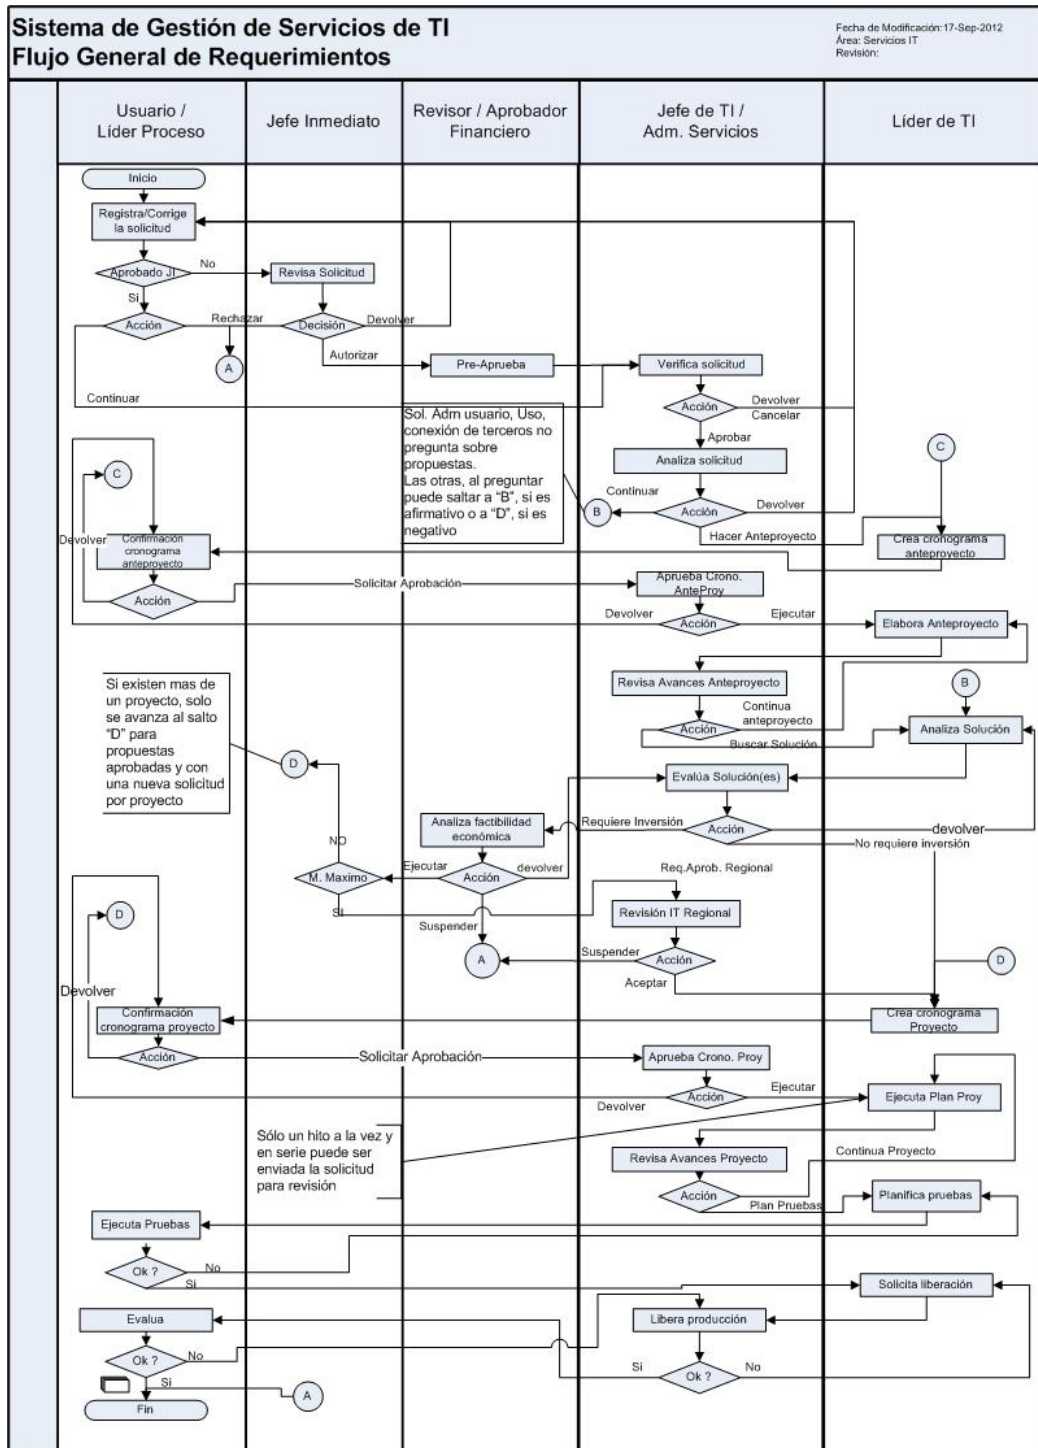 Sistema de Gestión de Servicios de TI
Flujo General de Requerimientos
Fecha de Modificación:17-Sep-2012
Área: Servicios IT
Revisión:
Usuario /
Líder Proceso
Jefe Inmediato
Revisor / Aprobador
Financiero
Jefe de TI /
Adm. Servicios
Líder de TI
Inicio
Registra/Corrige
la solicitud
Aprobado JI
No
Revisa Solicitud
Si
Acción
Rechazar
Decisión
Devolver
A
Autorizar
Pre-Aprueba
Verifica solicitud
Continuar
Acción
Devolver
Cancelar
Sol. Adm usuario, Uso,
conexión de terceros no
pregunta sobre
propuestas.
Las otras, al preguntar
puede saltar a "B", si es
afirmativo o a "D", si es
negativo
Aprobar
Analiza solicitud
C
C
Continuar
B
Acción
Devolver
Hacer Anteproyecto
Crea cronograma
anteproyecto
Devolver
Confirmación
cronograma
anteproyecto
Acción
Solicitar Aprobación
Aprueba Crono.
AnteProy
Devolver
Acción
Ejecutar
Elabora Anteproyecto
Revisa Avances Anteproyecto
B
Si existen mas de
un proyecto, solo
se avanza al salto
"D" para
propuestas
aprobadas y con
una nueva solicitud
por proyecto
Acción
Continua
anteproyecto
Buscar Solución
Analiza Solución
D
Evalúa Solución(es)
Analiza factibilidad
económica
Requiere Inversión
Acción
devolver
No requiere inversión
NO
M. Maximo
Ejecutar
Acción
devolver
Req.Aprob. Regional
Si
Revisión IT Regional
D
Suspender
A
Suspender
Acción
D
Aceptar
Devolver
Confirmación
cronograma proyecto
Crea cronograma
Proyecto
Acción
Solicitar Aprobación
Aprueba Crono. Proy
Devolver
Acción
Ejecutar
Ejecuta Plan Proy
Sólo un hito a la vez y
en serie puede ser
enviada la solicitud
para revisión
Revisa Avances Proyecto
Continua Proyecto
Acción
Plan Pruebas
Planifica pruebas
Ejecuta Pruebas
Ok ?
No
Si
Solicita liberación
Evalua
Libera producción
Ok ?
No
Si
Ok ?
No
Si
A
Fin